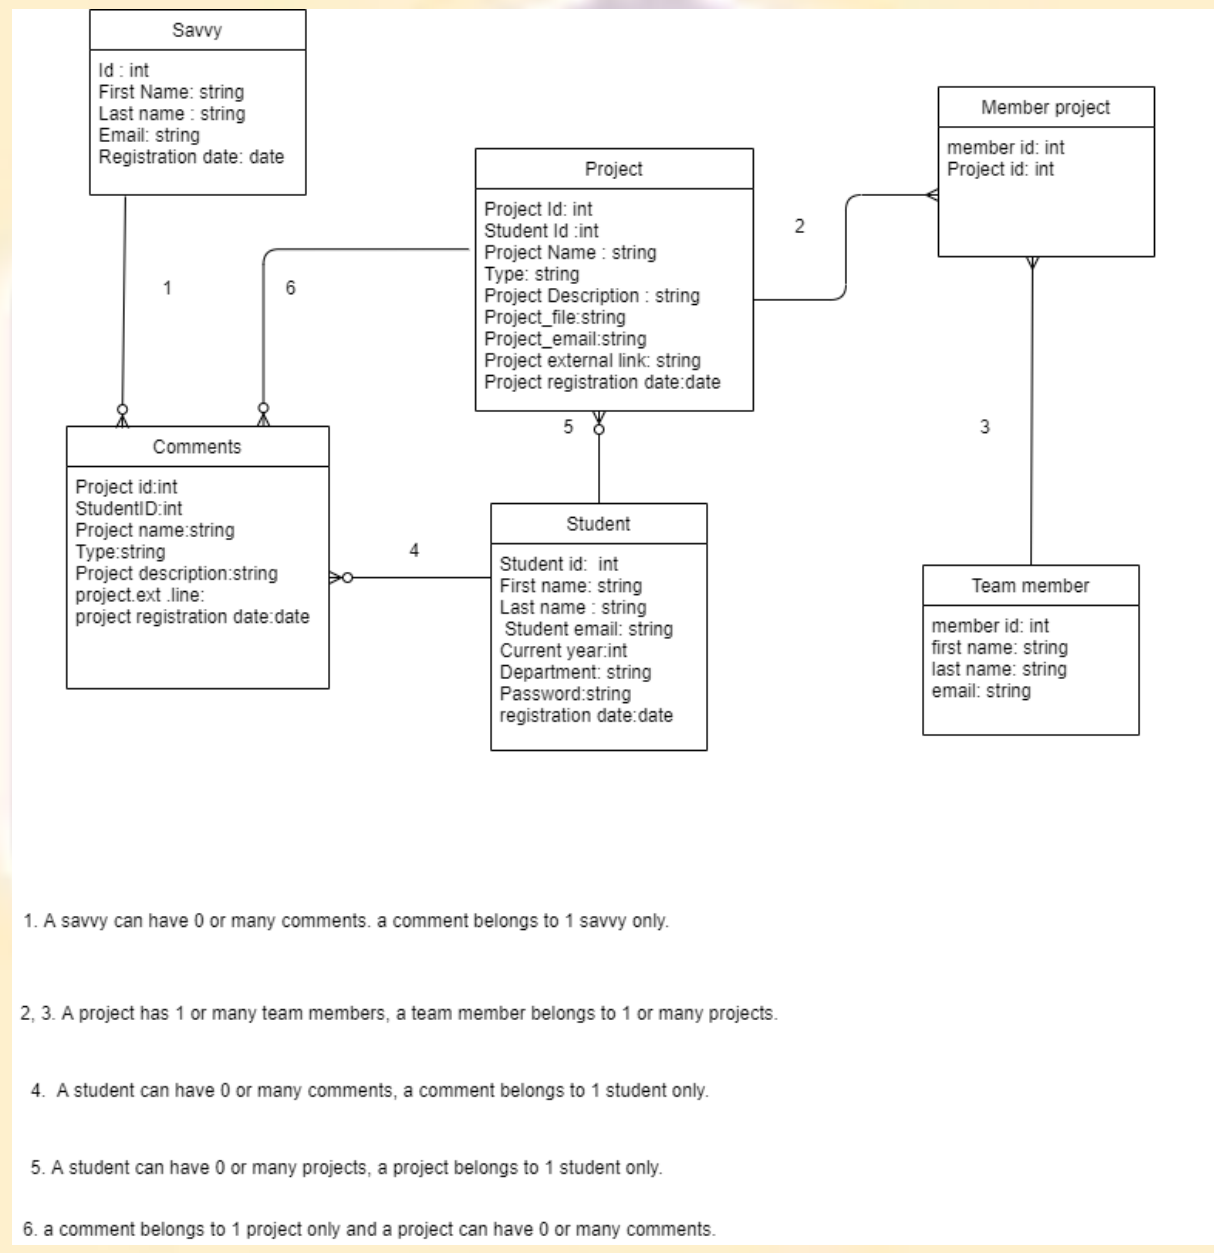 Savvy
Id : int
First Name: string
Last name : string
Email: string
Registration date: date
Member project
member id: int
Project id: int
Project
Project Id: int
Student Id :int
Project Name : string
Type: string
Project Description : string
Project_file:string
Project_email:string
Project external link: string
Project registration date:date
2
1
6
5
3
Comments
Project id:int
StudentID:int
Project name:string
Type:string
Project description:string
project.ext .line:
project registration date:date
4
Student
Student id:  int
First name: string
Last name : string
Student email: string
Current year:int
Department: string
Password:string
registration date:date
Team member
member id: int
first name: string
last name: string
email: string
1. A savvy can have 0 or many comments. a comment belongs to 1 savvy only.
2, 3. A project has 1 or many team members, a team member belongs to 1 or many projects.
4.  A student can have 0 or many comments, a comment belongs to 1 student only.
5. A student can have 0 or many projects, a project belongs to 1 student only.
6. a comment belongs to 1 project only and a project can have 0 or many comments.